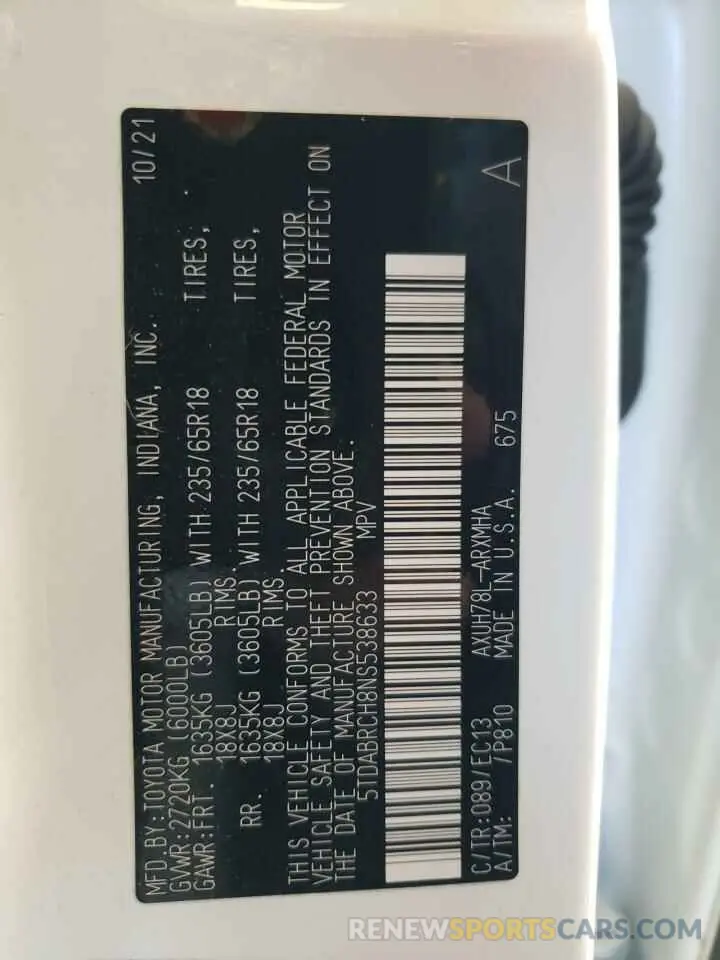 MFD.BY:TOYOTA MOTOR MANUFACTURING, INDIANA, INC. 10/21
GVWR:2720KG (6000LB)
GAWR:FRT. 1635KG (3605LB) WITH 235/65R18 TIRES,
18X8J RIMS.
RR. 1635KG (3605LB) WITH 235/65R18 TIRES,
18X8J RIMS.
THIS VEHICLE CONFORMS TO ALL APPLICABLE FEDERAL MOTOR
VEHICLE SAFETY AND THEFT PREVENTION STANDARDS IN EFFECT ON
THE DATE OF MANUFACTURE SHOWN ABOVE.
5TDABRCH8NS538633 MPV
C/TR:089/EC13 AXUH78L-ARXMHA
A/TM: /P810 MADE IN U.S.A. 675 A
RENEWSPORTSCARS.COM